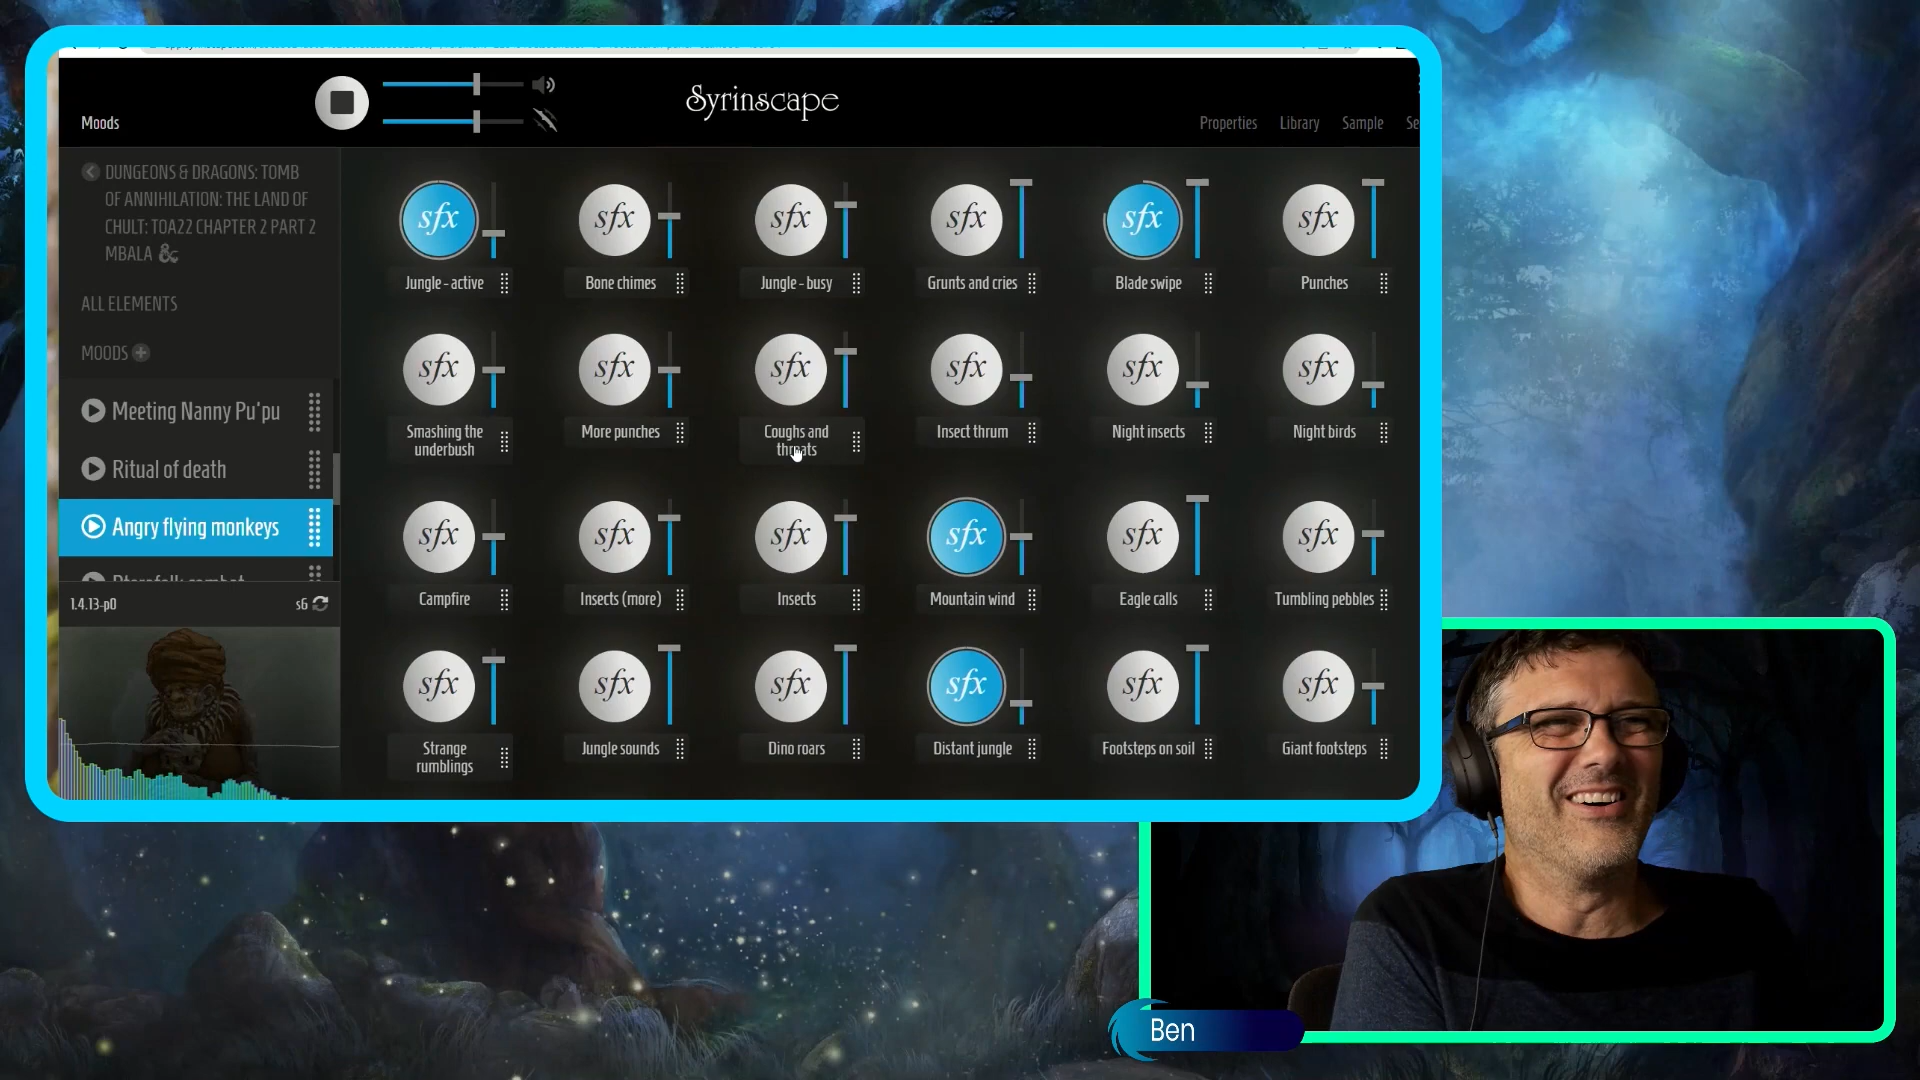 Syrinscape
Moods
Properties
Library
Sample
Se
DUNGEONS & DRAGONS: TOMB
OF ANNIHILATION: THE LAND OF
CHULT: TOA22 CHAPTER 2 PART 2
MBALA &
ALL ELEMENTS
MOODS
Meeting Nanny Pu'pu
Ritual of death
Angry flying monkeys
Pterafolk combat
1.4.13-p0
s6
sfx
sfx
sfx
sfx
sfx
sfx
Jungle - active
Bone chimes
Jungle - busy
Grunts and cries
Blade swipe
Punches
sfx
sfx
sfx
sfx
sfx
sfx
Smashing the
underbush
More punches
Coughs and
throats
Insect thrum
Night insects
Night birds
sfx
sfx
sfx
sfx
sfx
sfx
Campfire
Insects (more)
Insects
Mountain wind
Eagle calls
Tumbling pebbles
sfx
sfx
sfx
sfx
sfx
sfx
Strange
rumblings
Jungle sounds
Dino roars
Distant jungle
Footsteps on soil
Giant footsteps
Ben